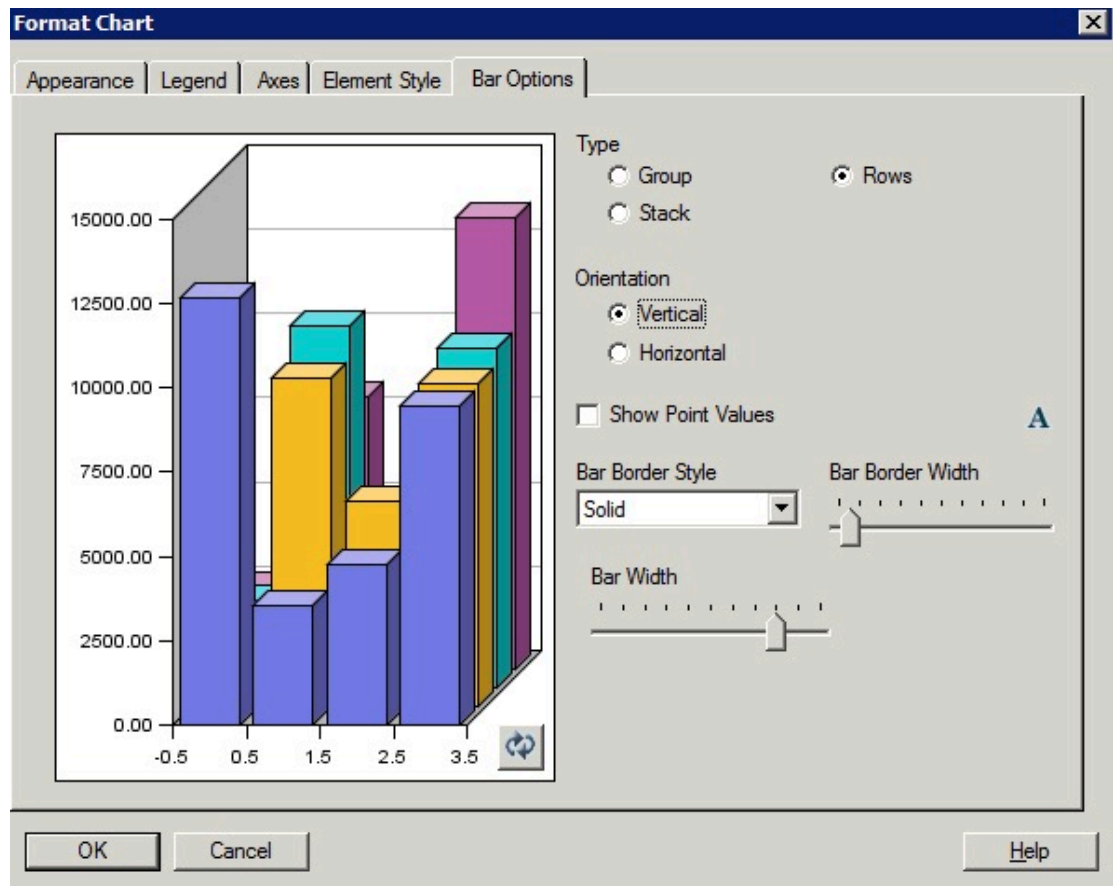 Format Chart
Appearance Legend Axes Element Style Bar Options
Type
Group Rows
Stack
Orientation
Vertical
Horizontal
Show Point Values A
Bar Border Style Bar Border Width
Solid
Bar Width
15000.00
12500.00
10000.00
7500.00
5000.00
2500.00
0.00
-0.5 0.5 1.5 2.5 3.5
OK Cancel Help